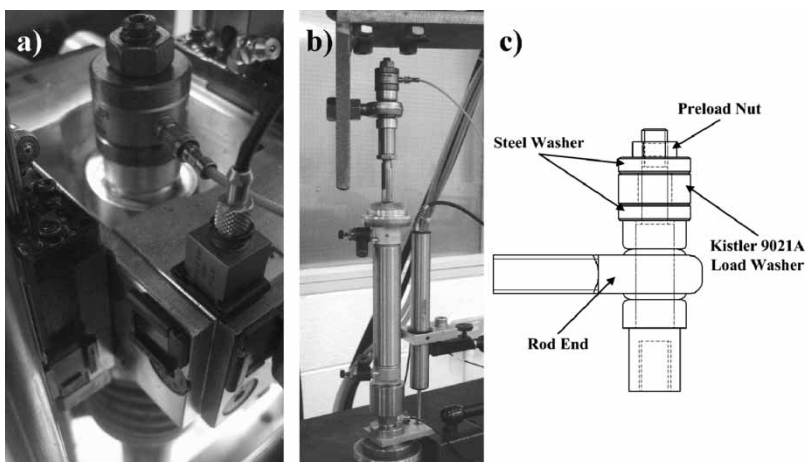 a)
b)
c)
Preload Nut
Steel Washer
Kistler 9021A
Load Washer
Rod End